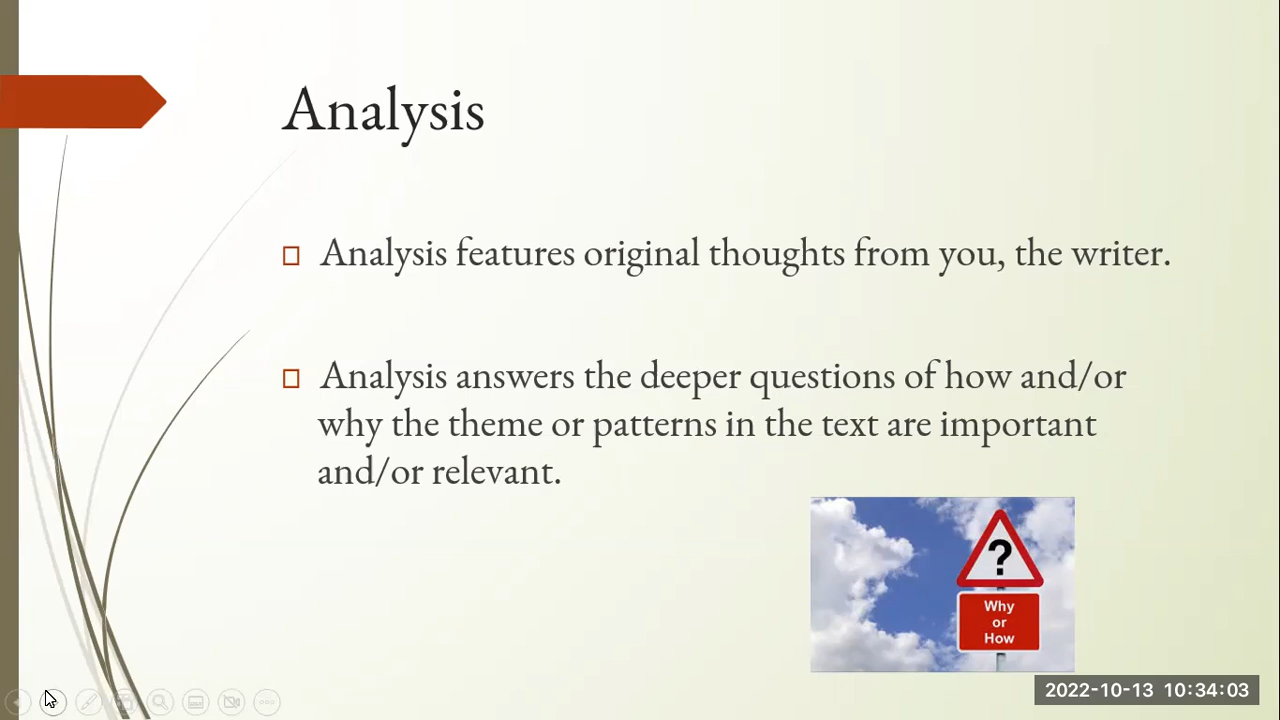 Analysis
Analysis features original thoughts from you, the writer.
Analysis answers the deeper questions of how and/or
why the theme or patterns in the text are important
and/or relevant.
?
Why
or
How
2022-10-13 10:34:03